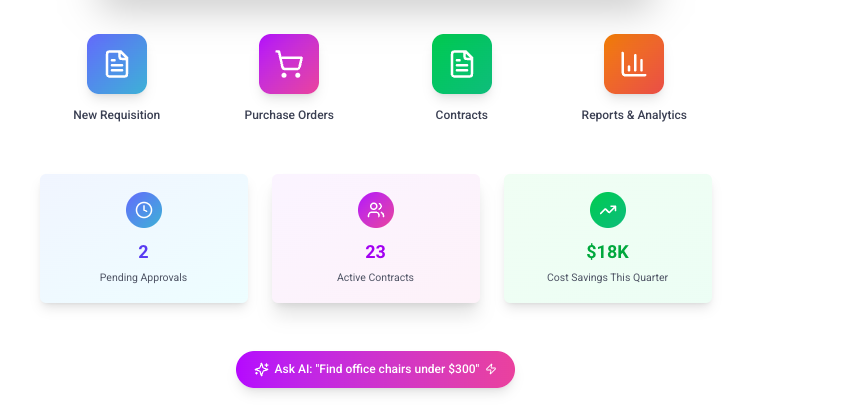 New Requisition
Purchase Orders
Contracts
Reports & Analytics
2
Pending Approvals
23
Active Contracts
$18K
Cost Savings This Quarter
Ask AI: "Find office chairs under $300"